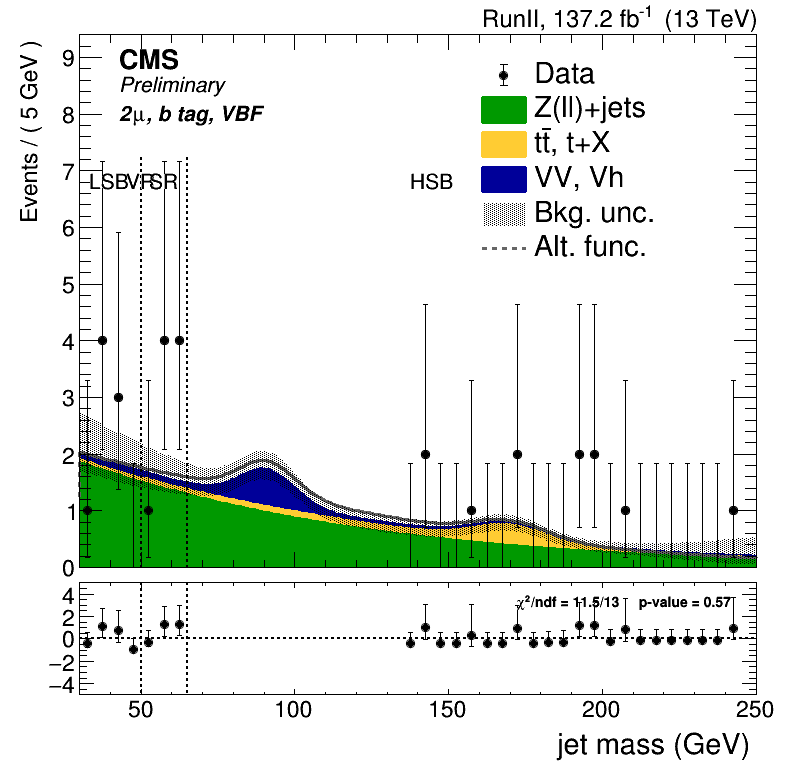 RunII, 137.2 fb⁻¹ (13 TeV)
CMS
Preliminary
2μ, b tag, VBF
Data
Z(ll)+jets
tt̄, t+X
VV, Vh
Bkg. unc.
Alt. func.
LSB VR SR HSB
Events / ( 5 GeV )
9
8
7
6
5
4
3
2
1
0
χ²/ndf = 11.5/13 p-value = 0.57
4
2
0
−2
−4
50 100 150 200 250
jet mass (GeV)